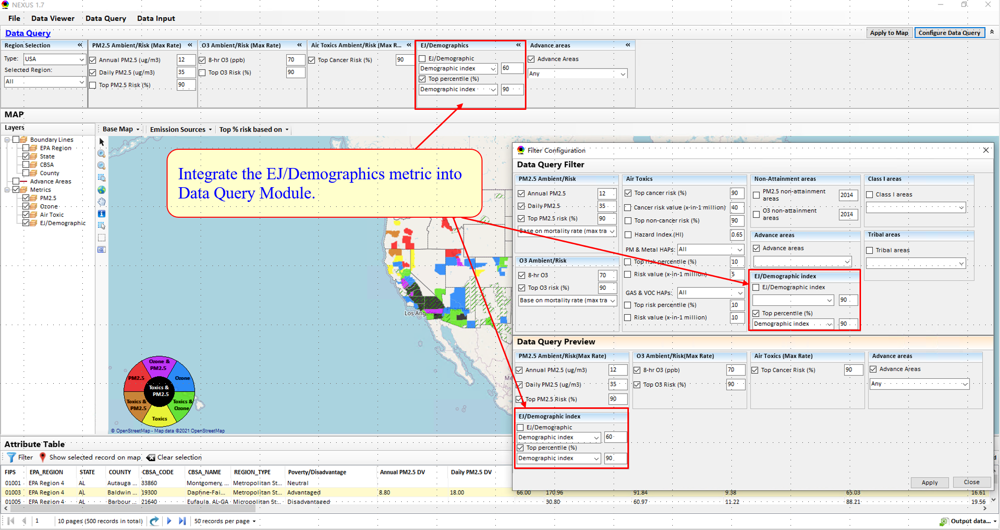 NEXUS 1.7
File Data Viewer Data Query Data Input
Data Query
Apply to Map Configure Data Query
Region Selection
Type: USA
Selected Region:
All
PM2.5 Ambient/Risk (Max Rate)
Annual PM2.5 (ug/m3) 12
Daily PM2.5 (ug/m3) 35
Top PM2.5 Risk (%) 90
O3 Ambient/Risk (Max Rate)
8-hr O3 (ppb) 70
Top O3 Risk (%) 90
Air Toxics Ambient/Risk (Max R...
Top Cancer Risk (%) 90
EJ/Demographics
EJ/Demographic
Demographic index 60
Top percentile (%)
Demographic index 90
Advance areas
Advance Areas
Any
MAP
Layers
Boundary Lines
EPA Region
State
CBSA
County
Advance Areas
Metrics
PM2.5
Ozone
Air Toxic
EJ/Demographic
Base Map Emission Sources Top % risk based on
Integrate the EJ/Demographics metric into
Data Query Module.
Los Angeles
Phoenix
Ozone &
PM2.5
PM2.5
Ozone
Toxics &
PM2.5
Toxics &
PM2.5
Toxics &
Ozone
Toxics
© OpenStreetMap - Map data ©2021 OpenStreetMap
Filter Configuration
Data Query Filter
PM2.5 Ambient/Risk
Annual PM2.5 12
Daily PM2.5 35
Top PM2.5 risk (%) 90
Base on mortality rate (max tra
O3 Ambient/Risk
8-hr O3 70
Top O3 risk (%) 90
Base on mortality rate (max tra
Air Toxics
Top cancer risk (%) 90
Cancer risk value (x-in-1 million) 40
Top non-cancer risk (%) 90
Hazard Index (HI) 0.65
PM & Metal HAPs: All
Top risk percentile (%) 10
Risk value (x-in-1 million) 5
GAS & VOC HAPs: All
Top risk percentile (%) 10
Risk value (x-in-1 million) 10
Non-Attainment areas
PM2.5 non-attainment
areas 2014
O3 non-attainment
areas 2014
Advance areas
Advance areas
EJ/Demographic index
EJ/Demographic index
90
Top percentile (%)
Demographic index 90
Class I areas
Class I areas
Tribal areas
Tribal areas
Data Query Preview
PM2.5 Ambient/Risk(Max Rate)
Annual PM2.5 (ug/m3) 12
Daily PM2.5 (ug/m3) 35
Top PM2.5 Risk (%) 90
O3 Ambient/Risk(Max Rate)
8-hr O3 (ppb) 70
Top O3 Risk (%) 90
Air Toxics (Max Rate)
Top Cancer Risk (%) 90
Advance areas
Advance Areas
Any
EJ/Demographic index
EJ/Demographic
Demographic index 60
Top percentile (%)
Demographic index 90
Apply Close
Attribute Table
Filter Show selected record on map Clear selection
FIPS EPA_REGION STATE COUNTY CBSA_CODE CBSA_NAME REGION_TYPE Poverty/Disadvantage Annual PM2.5 DV Daily PM2.5 DV
01001 EPA Region 4 AL Autauga ... 33860 Montgomery, ... Metropolitan St... Neutral
01003 EPA Region 4 AL Baldwin ... 19300 Daphne-Fai... Metropolitan St... Advantaged 8.80 18.00 66.00 170.96 91.84 9.38 65.03 16.61
01005 EPA Region 4 AL Barbour ... 21640 Eufaula, AL-GA Micropolitan St... Disadvantaged 30.80 60.97 11.22 88.21 19.56
1 10 pages (500 records in total) 50 records per page Output data...